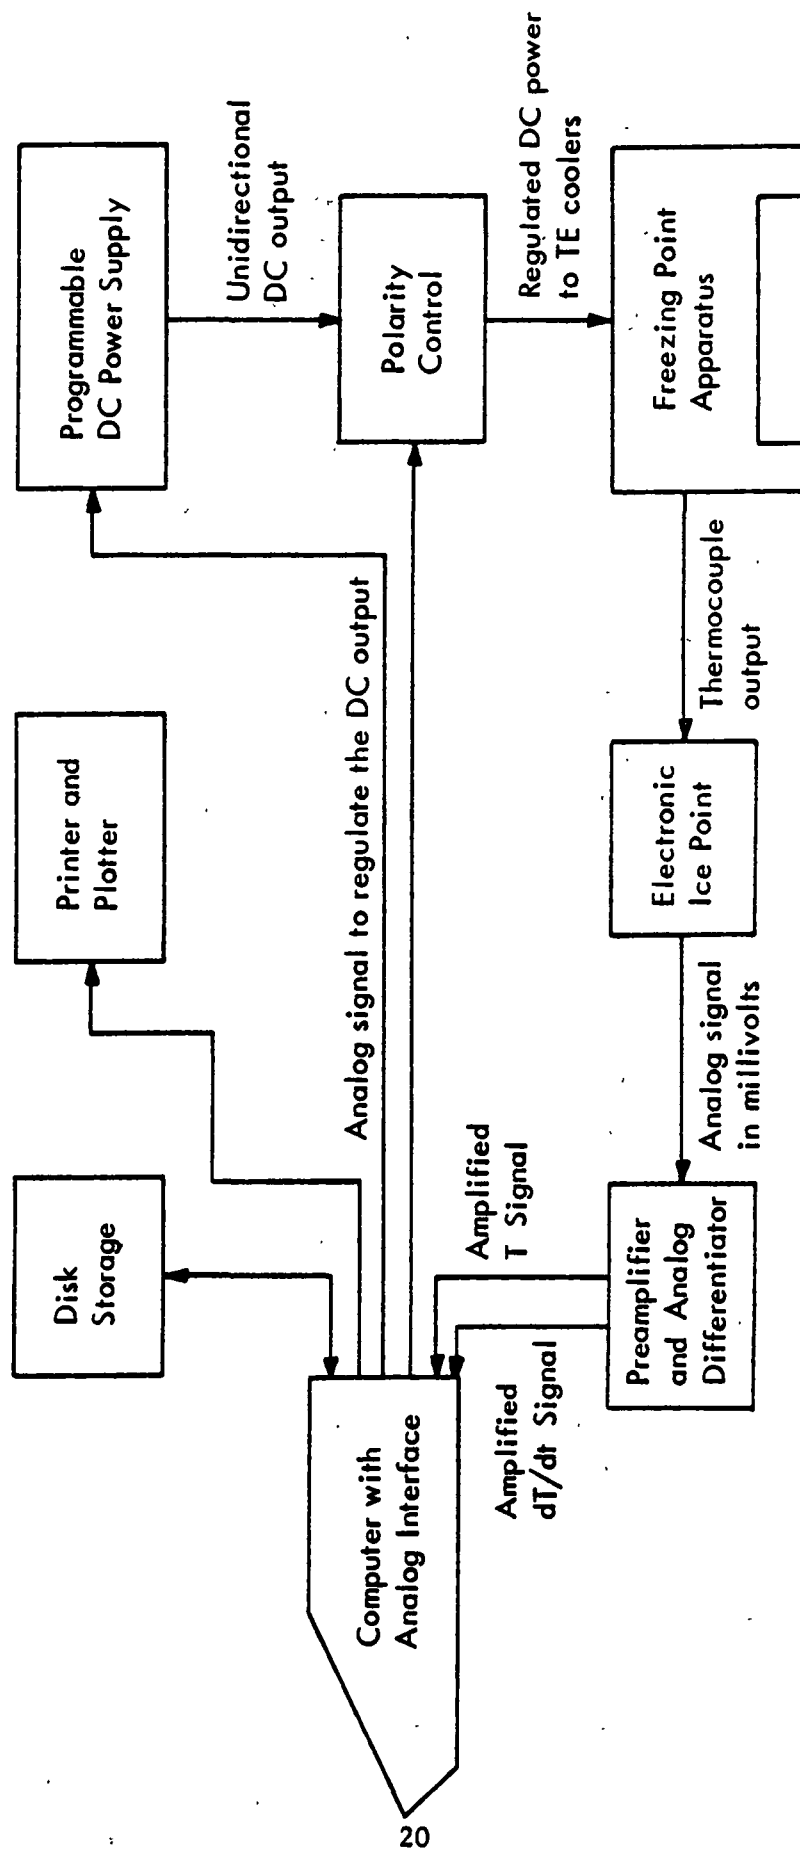 Disk
Storage
Printer and
Plotter
Programmable
DC Power Supply
Unidirectional
DC output
Computer with
Analog Interface
Analog signal to regulate the DC output
Polarity
Control
Amplified
T Signal
Amplified
dT/dt Signal
Regulated DC power
to TE coolers
Preamplifier
and Analog
Differentiator
Analog signal
in millivolts
Electronic
Ice Point
Thermocouple
output
Freezing Point
Apparatus
20